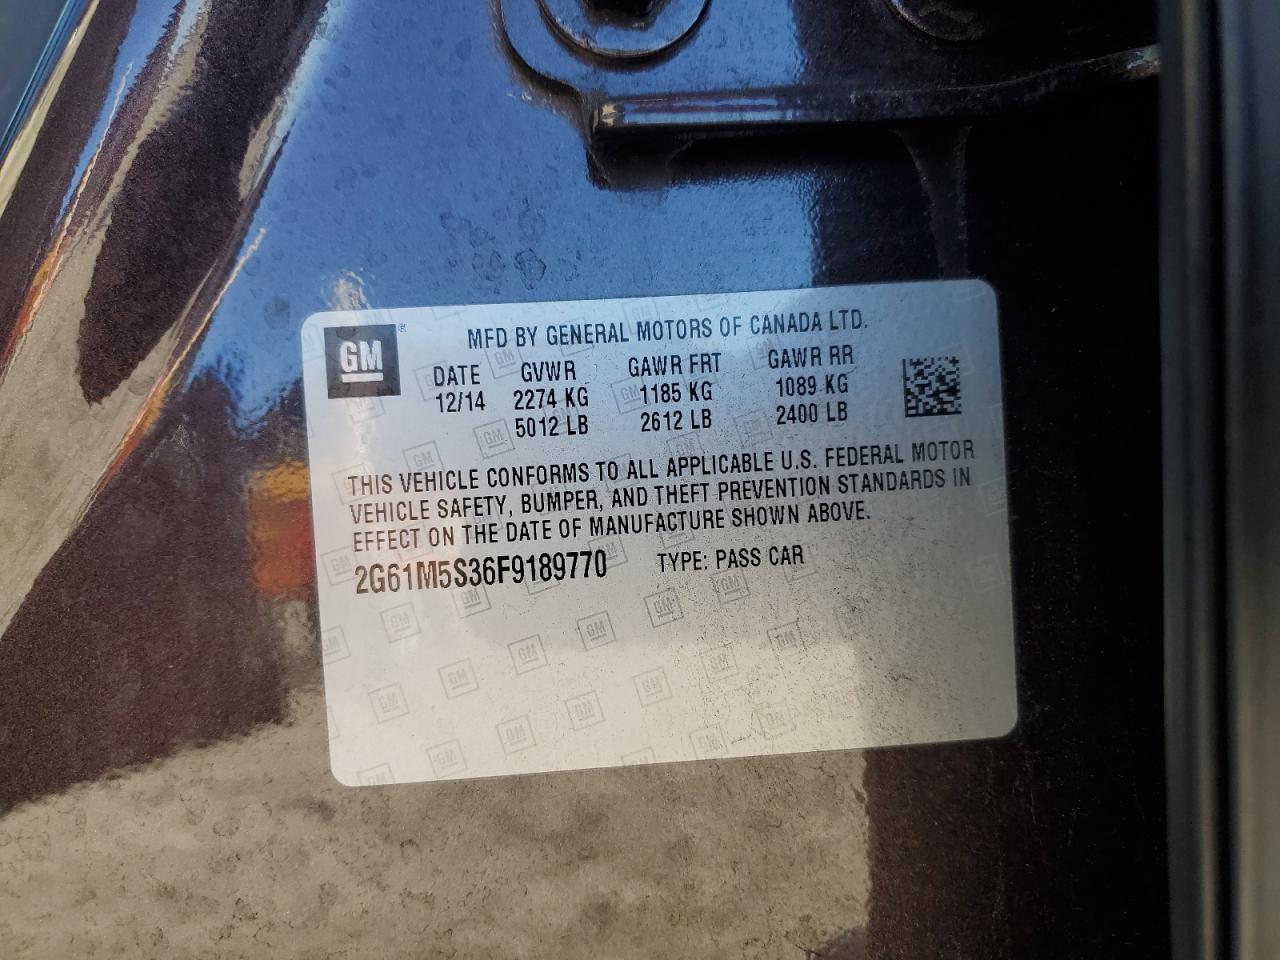 GM
MFD BY GENERAL MOTORS OF CANADA LTD.
DATE GVWR GAWR FRT GAWR RR
12/14 2274 KG 1185 KG 1089 KG
5012 LB 2612 LB 2400 LB
THIS VEHICLE CONFORMS TO ALL APPLICABLE U.S. FEDERAL MOTOR
VEHICLE SAFETY, BUMPER, AND THEFT PREVENTION STANDARDS IN
EFFECT ON THE DATE OF MANUFACTURE SHOWN ABOVE.
2G61M5S36F9189770 TYPE: PASS CAR